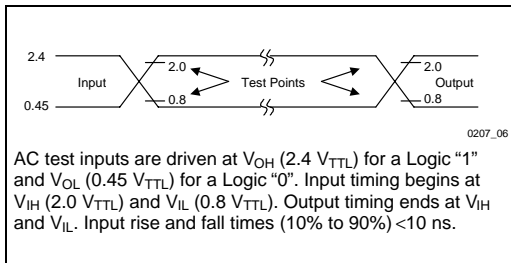 2.4
2.0
2.0
Input
Test Points
Output
0.8
0.8
0.45
0207_06
AC test inputs are driven at VOH (2.4 VTTL) for a Logic “1”
and VOL (0.45 VTTL) for a Logic “0”. Input timing begins at
VIH (2.0 VTTL) and VIL (0.8 VTTL). Output timing ends at VIH
and VIL. Input rise and fall times (10% to 90%) <10 ns.